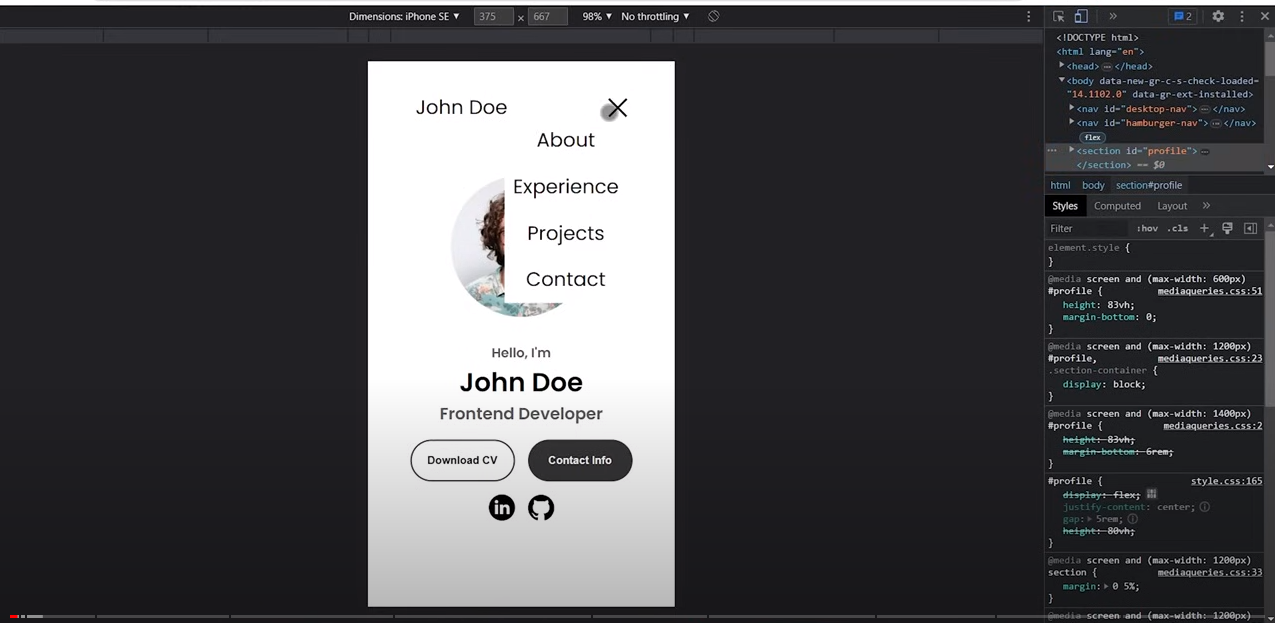 Dimensions: iPhone SE ▼ 375 × 667 98% ▼ No throttling ▼
2
John Doe
About
Experience
Projects
Contact
Hello, I'm
John Doe
Frontend Developer
Download CV
Contact Info
in
<!DOCTYPE html>
<html lang="en">
<head> ⋯ </head>
<body data-new-gr-c-s-check-loaded=
"14.1102.0" data-gr-ext-installed>
<nav id="desktop-nav"> ⋯ </nav>
<nav id="hamburger-nav"> ⋯ </nav>
flex
<section id="profile"> ⋯
</section> == $0
html body section#profile
Styles Computed Layout »
Filter :hov .cls +
element.style {
}
@media screen and (max-width: 600px)
#profile { mediaqueries.css:51
height: 83vh;
margin-bottom: 0;
}
@media screen and (max-width: 1200px)
#profile, mediaqueries.css:23
.section-container {
display: block;
}
@media screen and (max-width: 1400px)
#profile { mediaqueries.css:2
height: 83vh;
margin-bottom: 6rem;
}
#profile { style.css:165
display: flex;
justify-content: center;
gap: 5rem;
height: 80vh;
}
@media screen and (max-width: 1200px)
section { mediaqueries.css:33
margin: 0 5%;
}
@media screen and (max-width: 1200px)